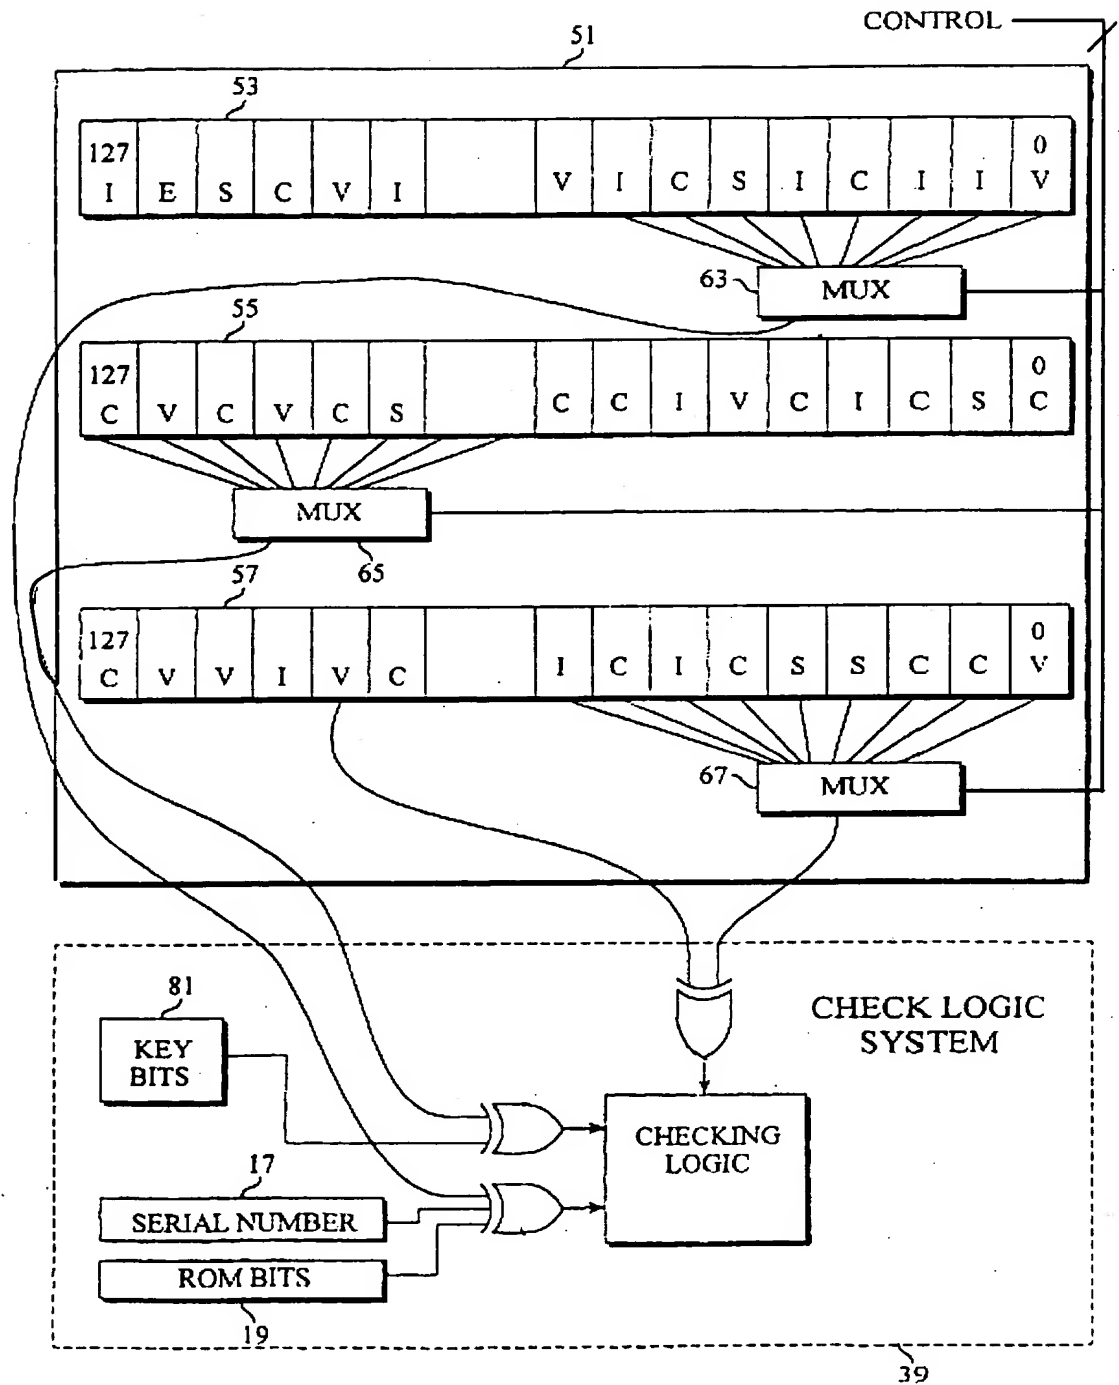 CONTROL
51
53
127 0
I E S C V I V I C S I C I I V
63
MUX
55
127 0
C V C V C S C C I V C I C S C
MUX
65
57
127 0
C V V I V C I C I C S S C C V
67
MUX
81
KEY
BITS
CHECK LOGIC
SYSTEM
CHECKING
LOGIC
17
SERIAL NUMBER
ROM BITS
19
39